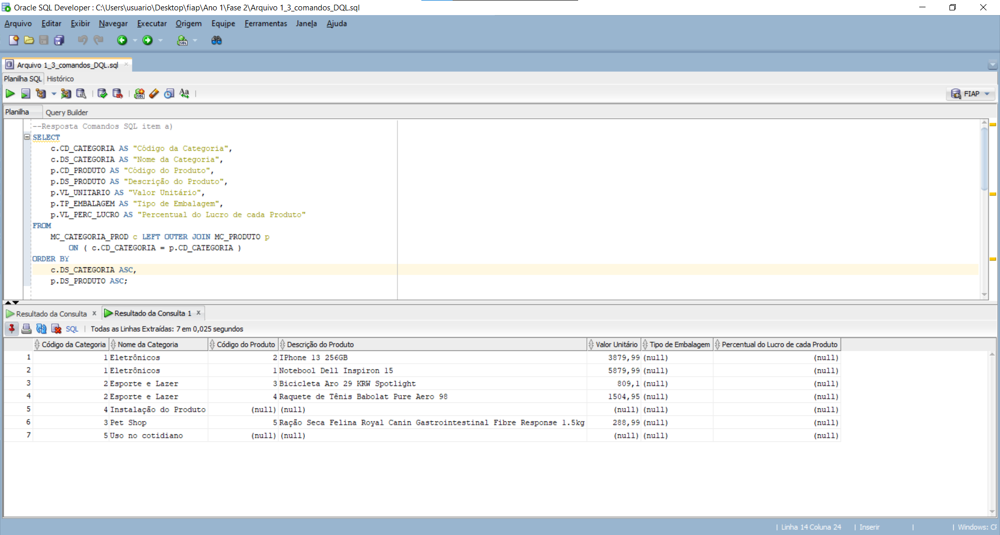 Oracle SQL Developer : C:\Users\usuario\Desktop\fiap\Ano 1\Fase 2\Arquivo 1_3_comandos_DQL.sql
Arquivo Editar Exibir Navegar Executar Origem Equipe Ferramentas Janela Ajuda
SQL
Arquivo 1_3_comandos_DQL.sql
Planilha SQL Histórico
SQL Aa FIAP
Planilha Query Builder
--Resposta Comandos SQL item a)
SELECT
c.CD_CATEGORIA AS "Código da Categoria",
c.DS_CATEGORIA AS "Nome da Categoria",
p.CD_PRODUTO AS "Código do Produto",
p.DS_PRODUTO AS "Descrição do Produto",
p.VL_UNITARIO AS "Valor Unitário",
p.TP_EMBALAGEM AS "Tipo de Embalagem",
p.VL_PERC_LUCRO AS "Percentual do Lucro de cada Produto"
FROM
MC_CATEGORIA_PROD c LEFT OUTER JOIN MC_PRODUTO p
ON ( c.CD_CATEGORIA = p.CD_CATEGORIA )
ORDER BY
c.DS_CATEGORIA ASC,
p.DS_PRODUTO ASC;
Resultado da Consulta x Resultado da Consulta 1 x
SQL | Todas as Linhas Extraídas: 7 em 0,025 segundos
Código da Categoria Nome da Categoria Código do Produto Descrição do Produto Valor Unitário Tipo de Embalagem Percentual do Lucro de cada Produto
1 1 Eletrônicos 2 IPhone 13 256GB 3879,99 (null) (null)
2 1 Eletrônicos 1 Notebool Dell Inspiron 15 5879,99 (null) (null)
3 2 Esporte e Lazer 3 Bicicleta Aro 29 KRW Spotlight 809,1 (null) (null)
4 2 Esporte e Lazer 4 Raquete de Tênis Babolat Pure Aero 98 1504,95 (null) (null)
5 4 Instalação do Produto (null) (null) (null) (null) (null)
6 3 Pet Shop 5 Ração Seca Felina Royal Canin Gastrointestinal Fibre Response 1.5kg 288,99 (null) (null)
7 5 Uso no cotidiano (null) (null) (null) (null) (null)
| Linha 14 Coluna 24 | Inserir | | Windows: CF